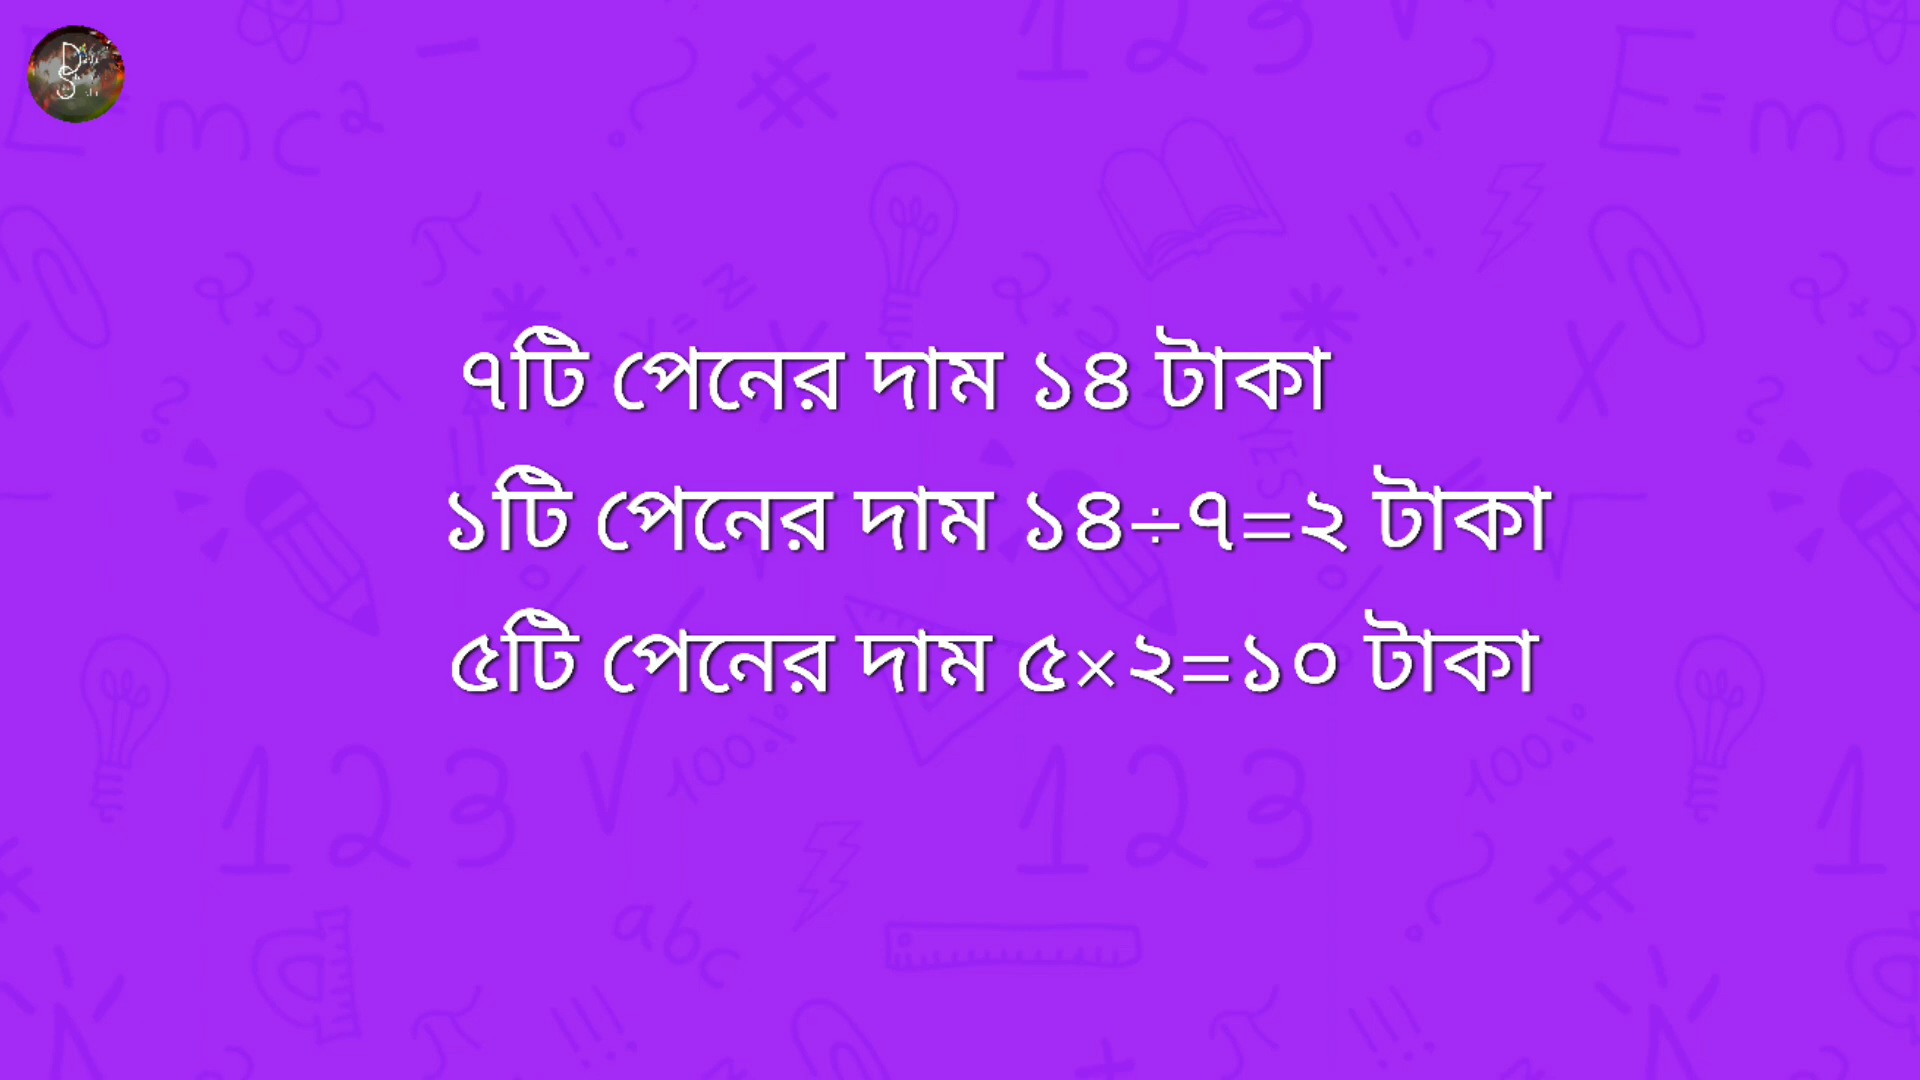 ৭টি পেনের দাম ১৪ টাকা
১টি পেনের দাম ১৪÷৭=২ টাকা
৫টি পেনের দাম ৫×২=১০ টাকা